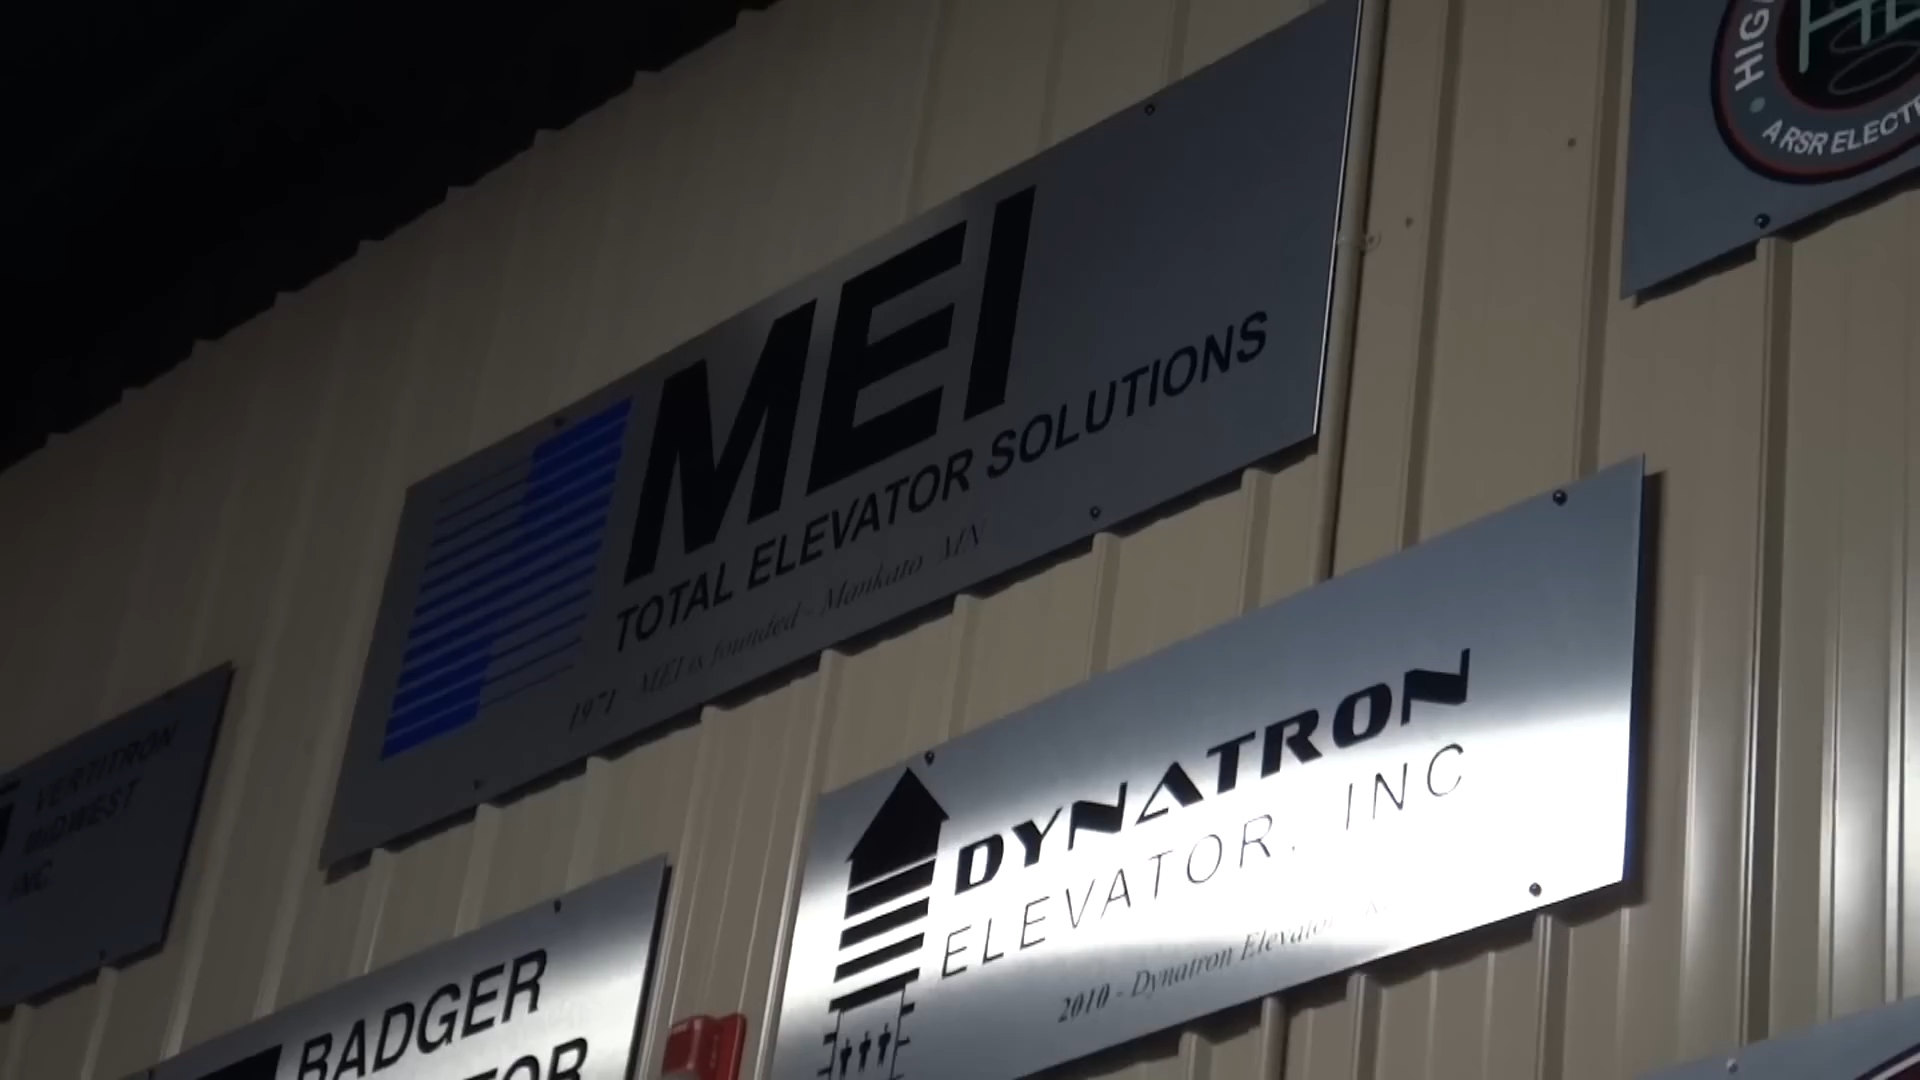 A RSR
MEI
TOTAL ELEVATOR SOLUTIONS
1971 - MEI is founded - Mankato MN
VERTITRON
MIDWEST
INC
DYNATRON
ELEVATOR, INC
2010 - Dynatron Elevator
BADGER